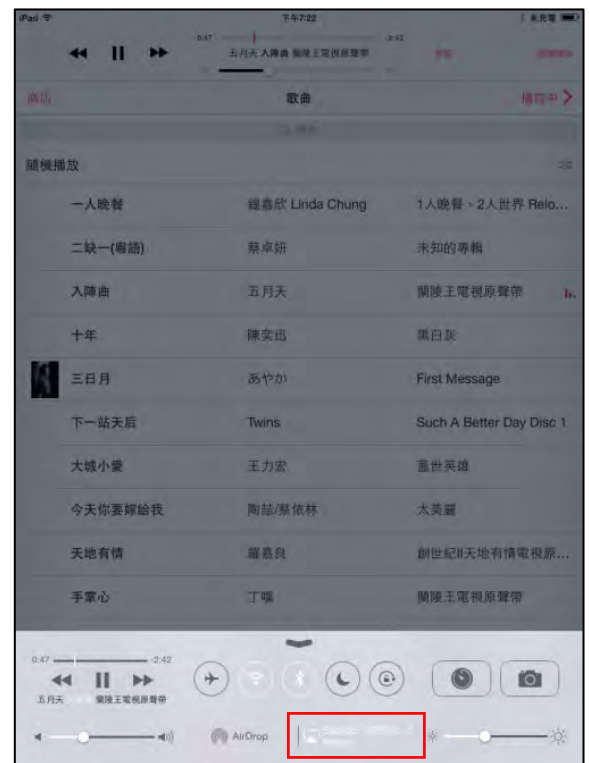 iPad 下午7:22 未充電
0:47 -2:42
五月天 入陣曲 蘭陵王電視原聲帶
商店 歌曲 播放中
隨機播放
一人晚餐 鍾嘉欣 Linda Chung 1人晚餐。2人世界 Relo...
二缺一(粵語) 蔡卓妍 未知的專輯
入陣曲 五月天 蘭陵王電視原聲帶
十年 陳奕迅 黑白灰
三日月 あやか First Message
下一站天后 Twins Such A Better Day Disc 1
大城小愛 王力宏 蓋世英雄
今天你要嫁給我 陶喆/蔡依林 太美麗
天地有情 羅嘉良 創世紀II天地有情電視原...
手掌心 丁噹 蘭陵王電視原聲帶
0:47 -2:42
五月天 蘭陵王電視原聲帶
AirDrop